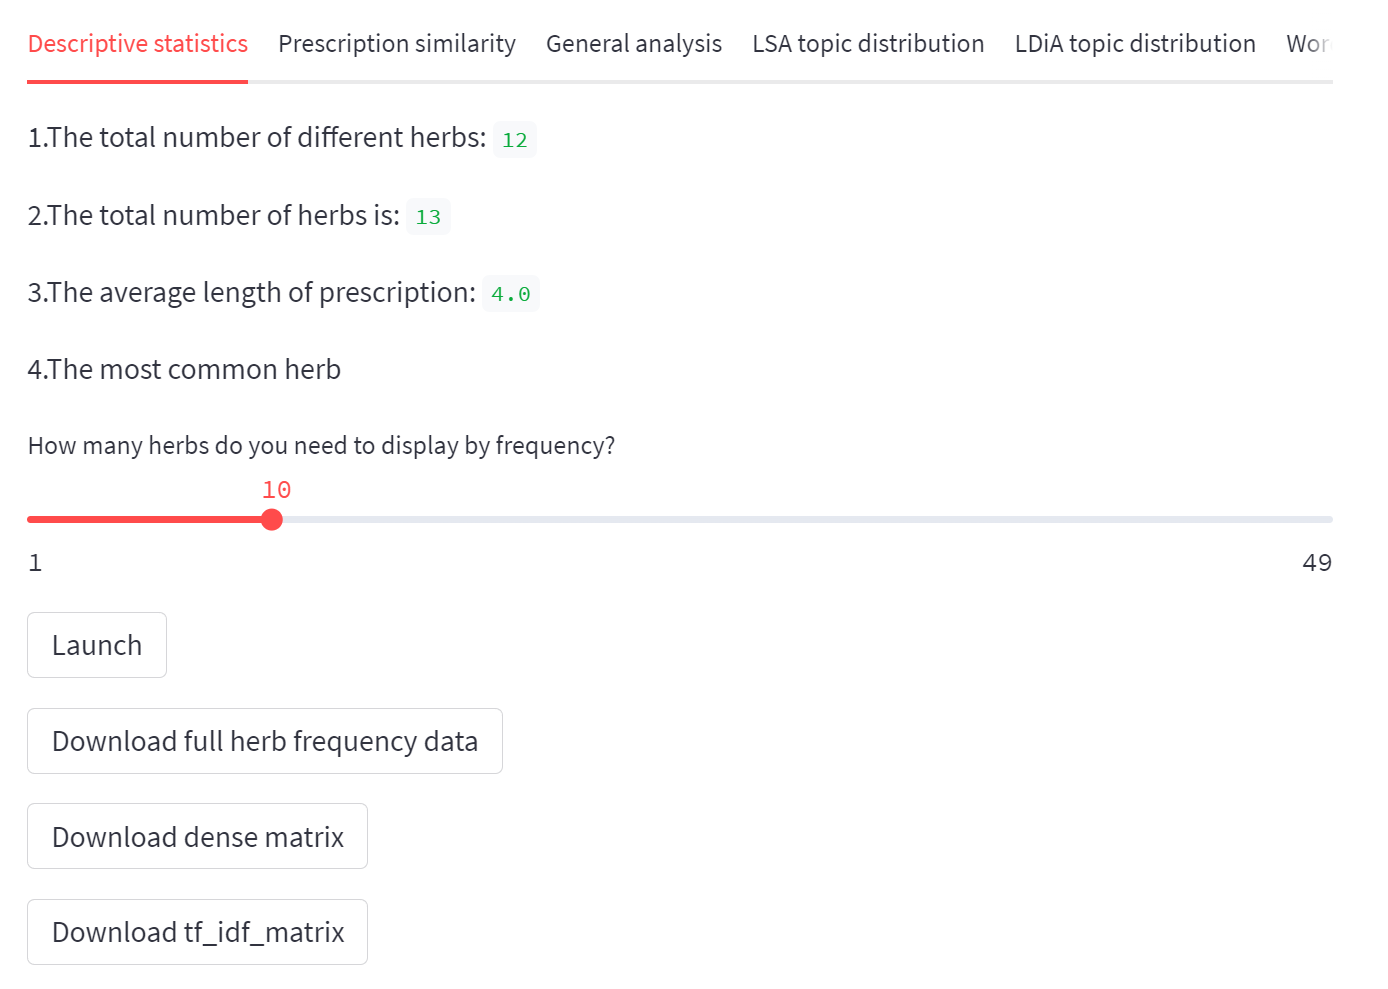 Descriptive statistics Prescription similarity General analysis LSA topic distribution LDiA topic distribution
1.The total number of different herbs: 12
2.The total number of herbs is: 13
3.The average length of prescription: 4.0
4.The most common herb
How many herbs do you need to display by frequency?
10
1 49
Launch
Download full herb frequency data
Download dense matrix
Download tf_idf_matrix